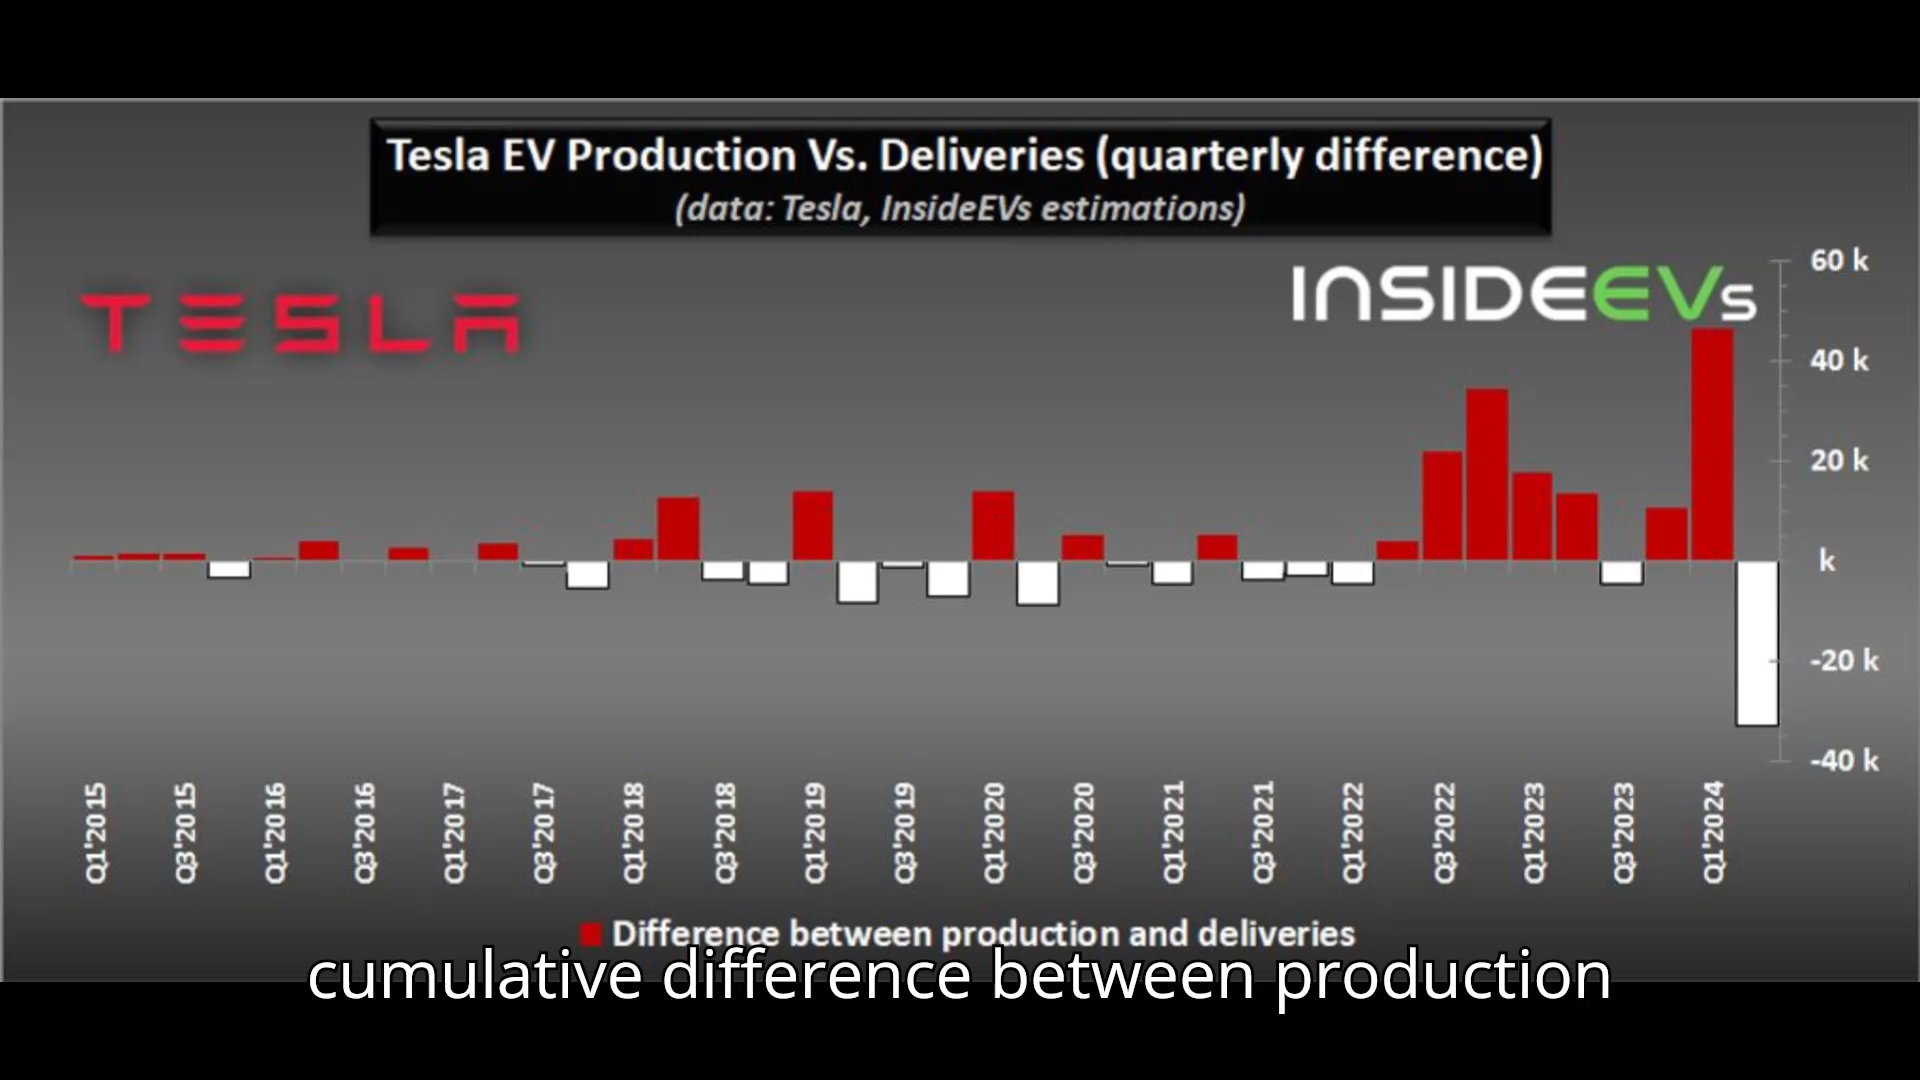 Tesla EV Production Vs. Deliveries (quarterly difference)
(data: Tesla, InsideEVs estimations)
TESLA
INSIDEEVs
60 k
40 k
20 k
k
-20 k
-40 k
Q1'2015
Q3'2015
Q1'2016
Q3'2016
Q1'2017
Q3'2017
Q1'2018
Q3'2018
Q1'2019
Q3'2019
Q1'2020
Q3'2020
Q1'2021
Q3'2021
Q1'2022
Q3'2022
Q1'2023
Q3'2023
Q1'2024
Difference between production and deliveries
cumulative difference between production